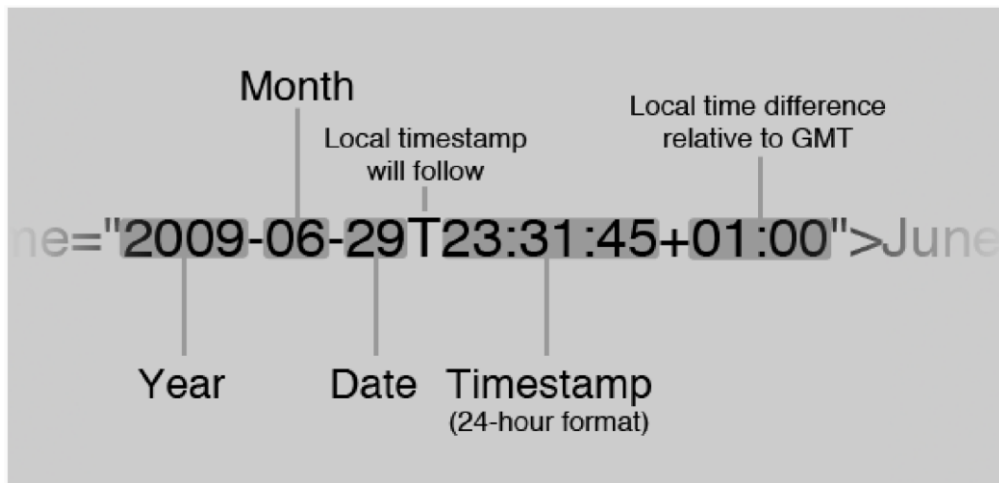 Month
Local time difference
relative to GMT
Local timestamp
will follow
ne="2009-06-29T23:31:45+01:00">June
Year
Date
Timestamp
(24-hour format)